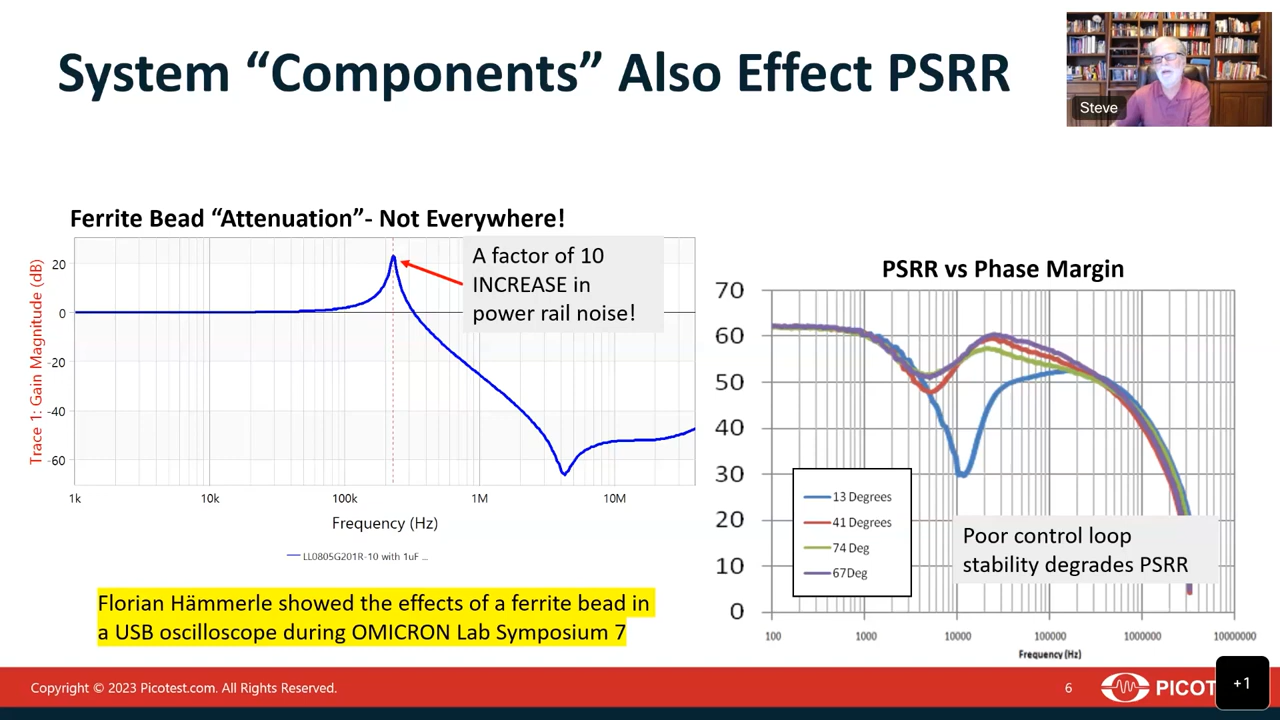 System “Components” Also Effect PSRR
Steve
Ferrite Bead “Attenuation”- Not Everywhere!
Trace 1: Gain Magnitude (dB)
20
0
-20
-40
-60
A factor of 10
INCREASE in
power rail noise!
1k
10k
100k
1M
10M
Frequency (Hz)
LL0805G201R-10 with 1uF ...
Florian Hämmerle showed the effects of a ferrite bead in
a USB oscilloscope during OMICRON Lab Symposium 7
PSRR vs Phase Margin
70
60
50
40
30
20
10
0
13 Degrees
41 Degrees
74 Deg
67Deg
Poor control loop
stability degrades PSRR
100
1000
10000
100000
1000000
10000000
Frequency (Hz)
Copyright © 2023 Picotest.com. All Rights Reserved.
6
PICOT
+1